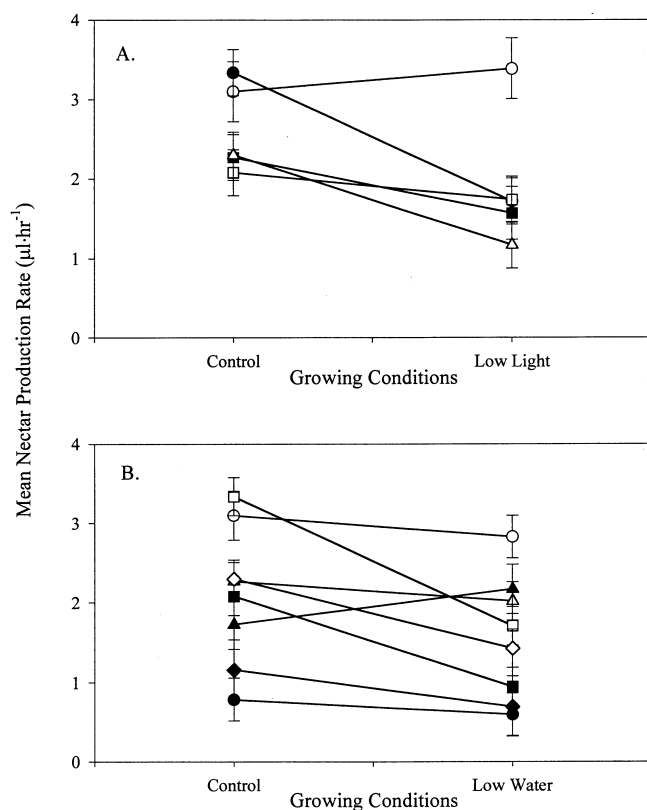 Mean Nectar Production Rate (µl·hr⁻¹)
A.
4
3
2
1
0
Control
Low Light
Growing Conditions
B.
4
3
2
1
0
Control
Low Water
Growing Conditions